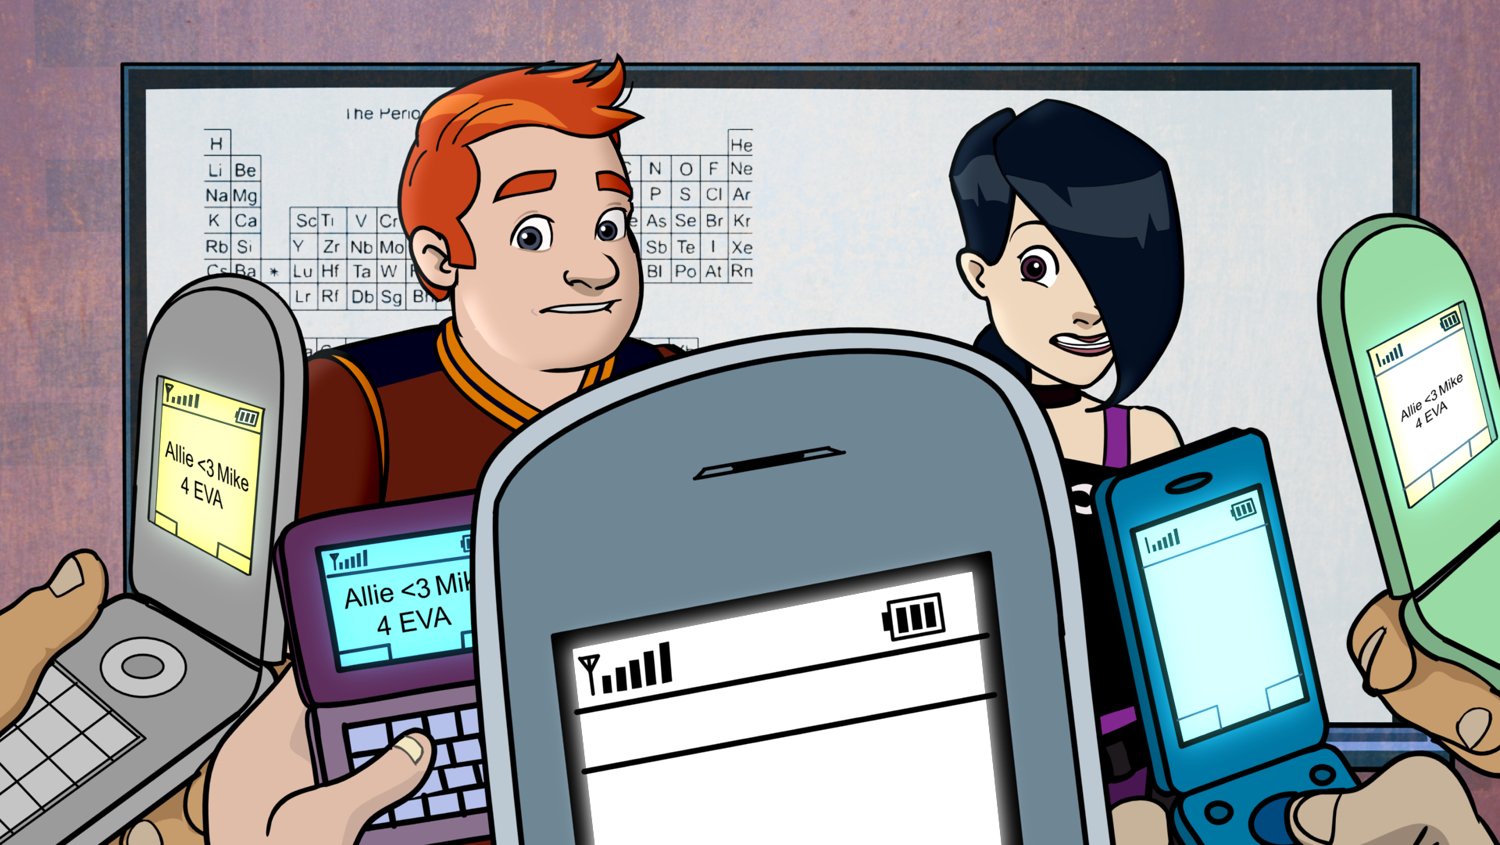 The Perio
H He
Li Be N O F Ne
Na Mg P S Cl Ar
K Ca Sc Ti V Cr As Se Br Kr
Rb Si Y Zr Nb Mo Sb Te I Xe
Cs Ba * Lu Hf Ta W BI Po At Rn
Lr Rf Db Sg Bh
Allie <3 Mike
4 EVA
Allie <3 Mik
4 EVA
Allie <3 Mike
4 EVA